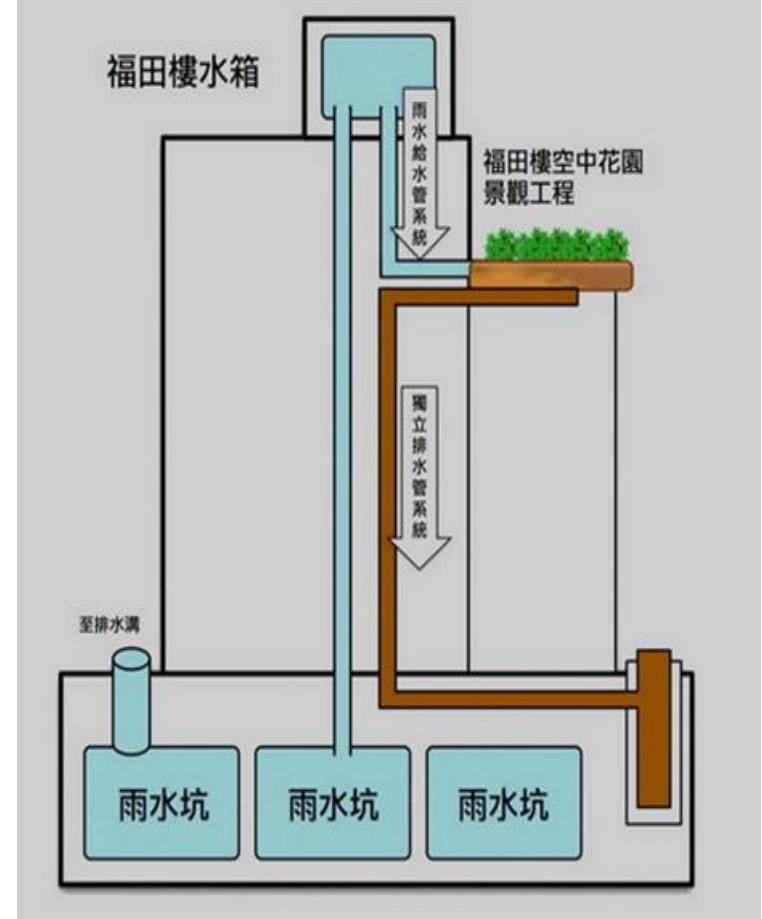 福田樓水箱
雨水給水管系統
福田樓空中花園
景觀工程
獨立排水管系統
至排水溝
雨水坑
雨水坑
雨水坑